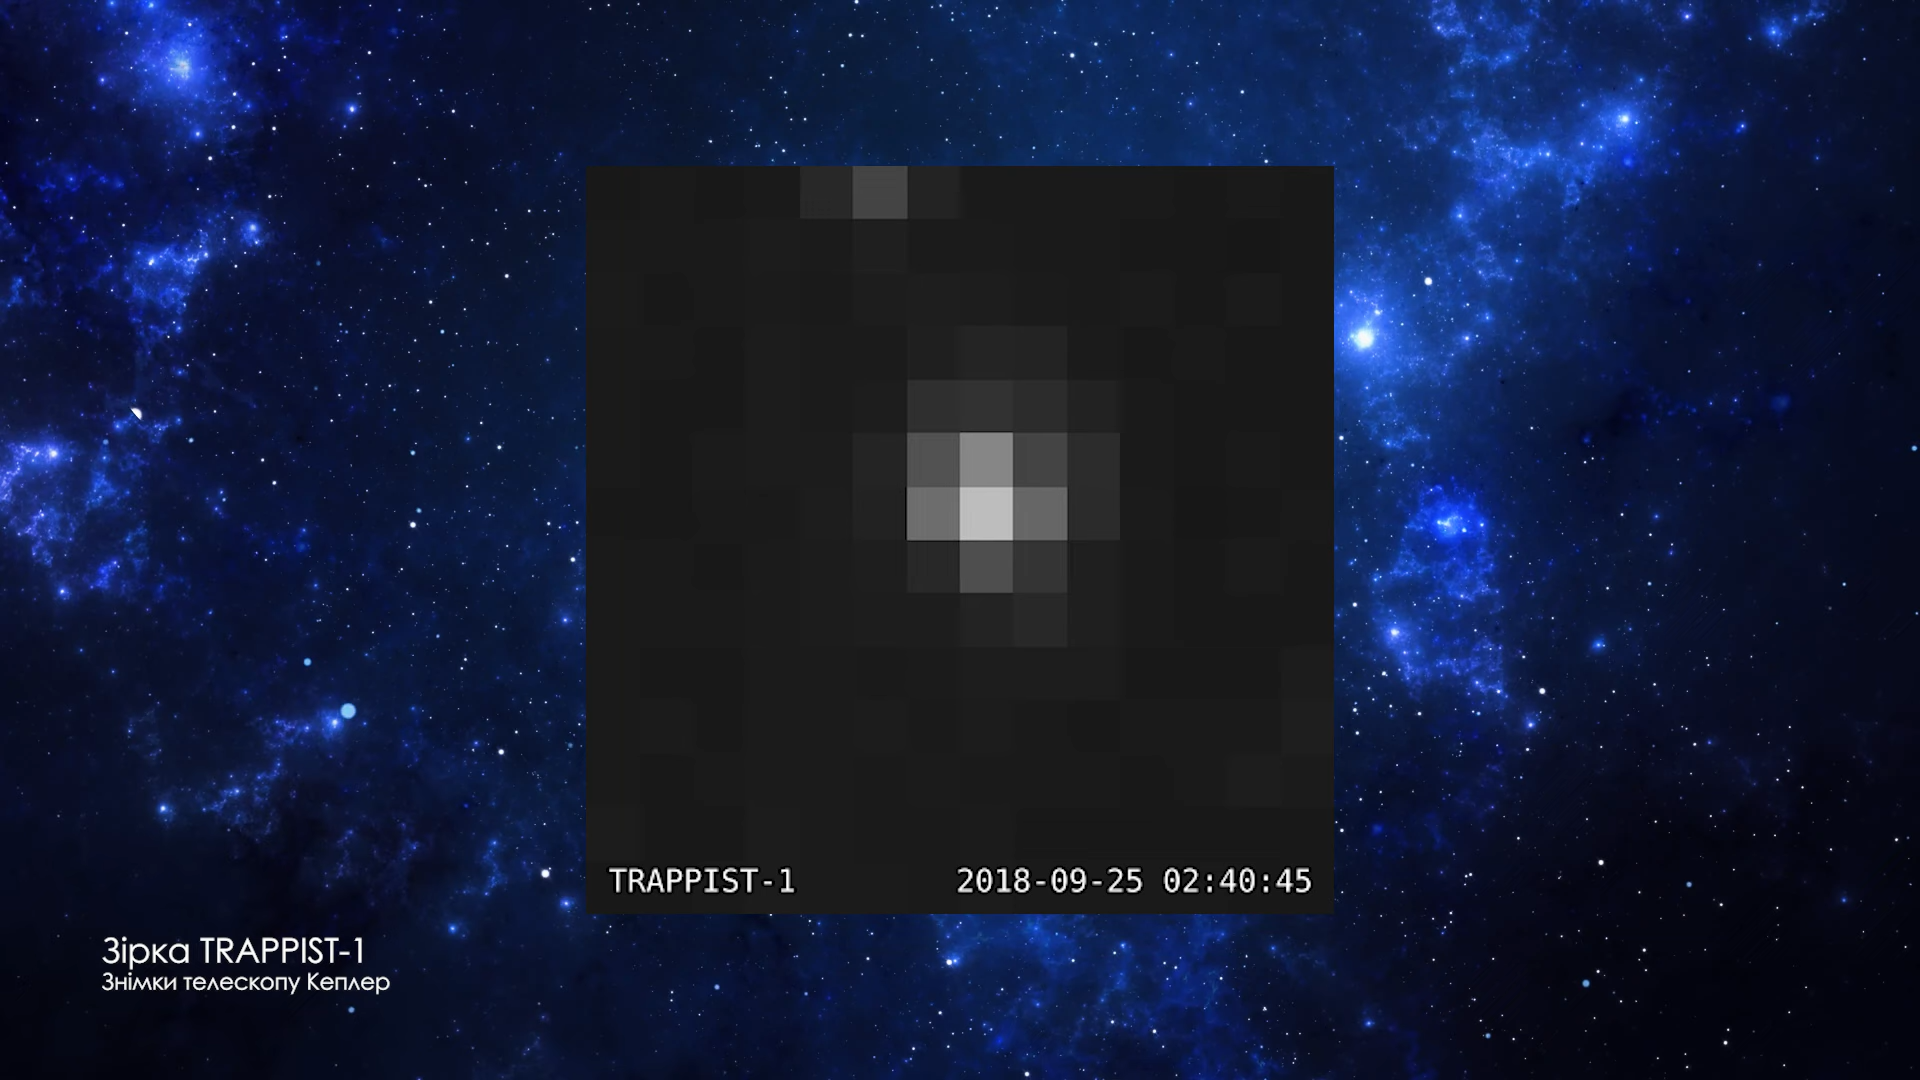 TRAPPIST-1 2018-09-25 02:40:45
Зірка TRAPPIST-1
Знімки телескопу Кеплер